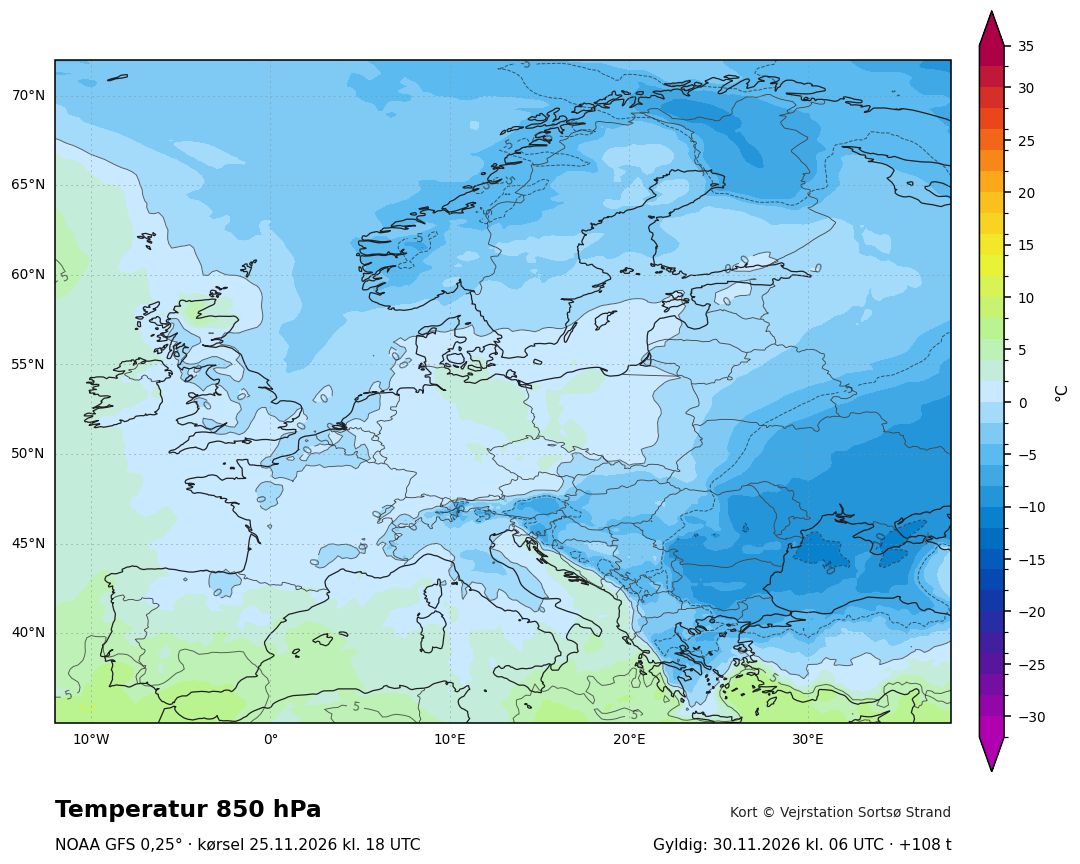 70°N
65°N
60°N
55°N
50°N
45°N
40°N
10°W
0°
10°E
20°E
30°E
35
30
25
20
15
10
5
0
−5
−10
−15
−20
−25
−30
°C
Temperatur 850 hPa
Kort © Vejrstation Sortsø Strand
NOAA GFS 0,25° · kørsel 25.11.2026 kl. 18 UTC
Gyldig: 30.11.2026 kl. 06 UTC · +108 t